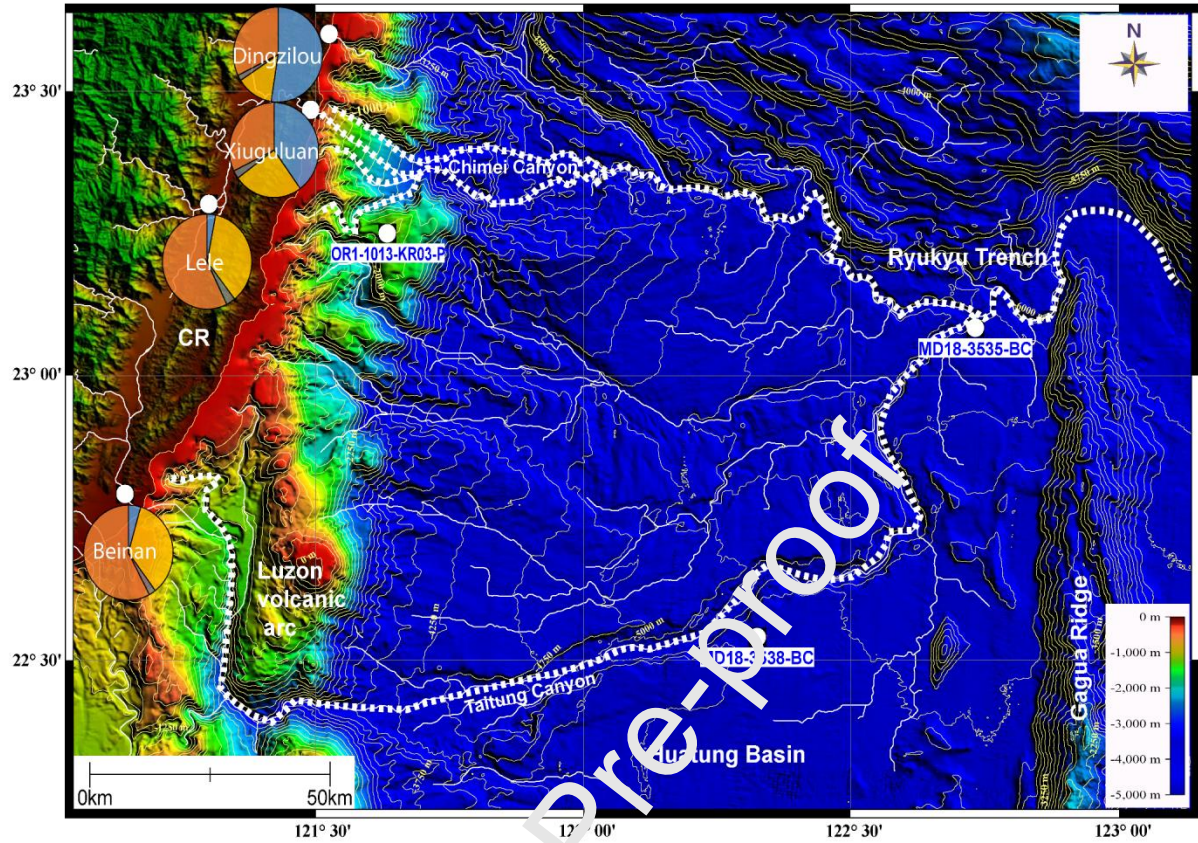 N
23° 30'
23° 00'
22° 30'
Dingzilou
Xiuguluan
Lele
Beinan
CR
Chimei Canyon
OR1-1013-KR03-P
Ryukyu Trench
MD18-3535-BC
Luzon
volcanic
arc
MD18-3538-BC
Taitung Canyon
Huatung Basin
Gagua Ridge
Pre-proof
0 m
-1,000 m
-2,000 m
-3,000 m
-4,000 m
-5,000 m
0km
50km
121° 30'
122° 00'
122° 30'
123° 00'